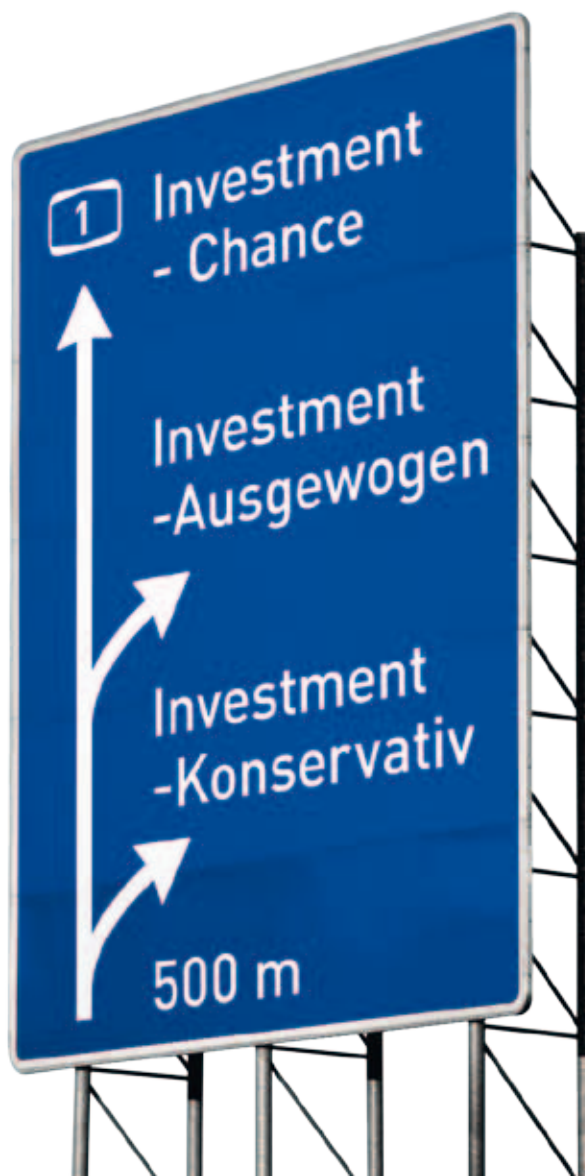 1 Investment
- Chance
Investment
-Ausgewogen
Investment
-Konservativ
500 m